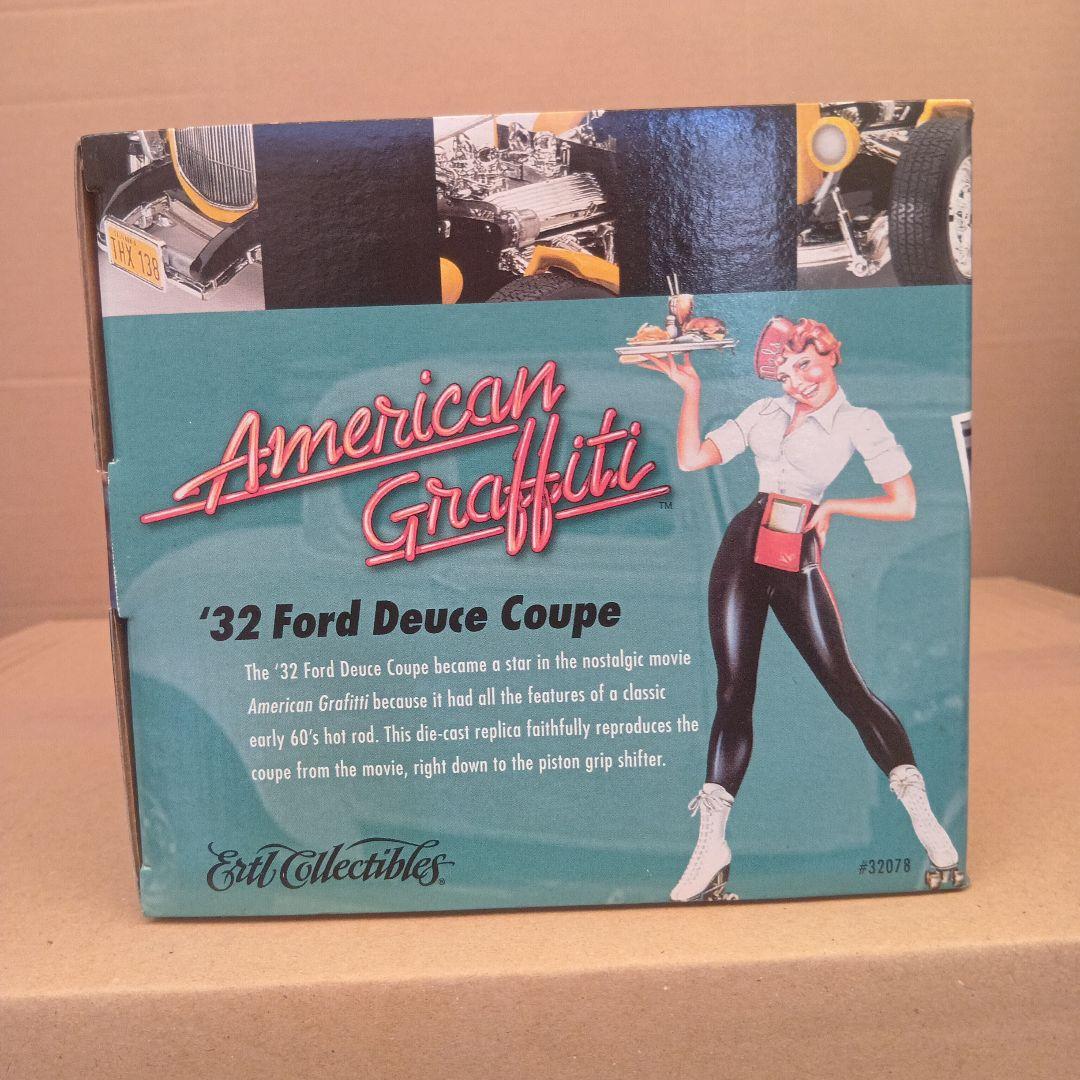 THX 138
Mels
American
Graffiti ™
'32 Ford Deuce Coupe
The '32 Ford Deuce Coupe became a star in the nostalgic movie
American Grafitti because it had all the features of a classic
early 60's hot rod. This die-cast replica faithfully reproduces the
coupe from the movie, right down to the piston grip shifter.
Ertl Collectibles®
#32078